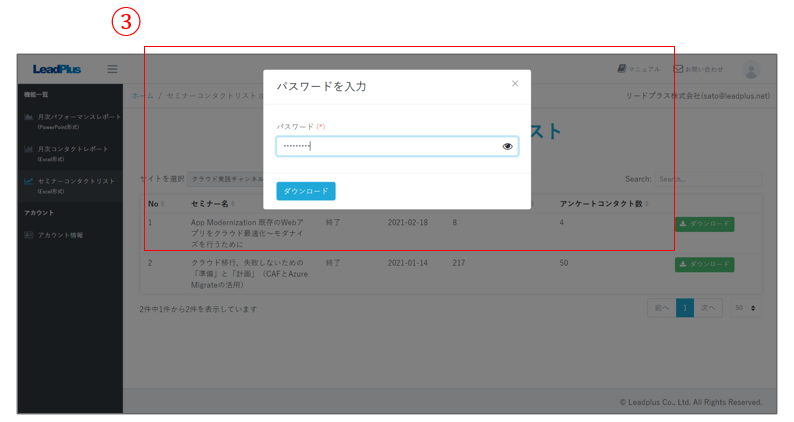 ③
LeadPlus
マニュアル
お問い合わせ
機能一覧
月次パフォーマンスレポート
(PowerPoint形式)
月次コンタクトレポート
(Excel形式)
セミナーコンタクトリスト
(Excel形式)
アカウント
アカウント情報
ホーム / セミナーコンタクトリスト
リードプラス株式会社(sato@leadplus.net)
パスワードを入力
×
パスワード (*)
·········
ダウンロード
スト
サイトを選択
クラウド実践チャンネル
Search:
Search...
No
セミナー名
アンケートコンタクト数
1
App Modernization 既存のWebア
プリをクラウド最適化～モダナイ
ズを行うために
終了
2021-02-18
8
4
ダウンロード
2
クラウド移行、失敗しないための
「準備」と「計画」（CAFとAzure
Migrateの活用）
終了
2021-01-14
217
50
ダウンロード
2件中1件から2件を表示しています
前へ
1
次へ
50
© Leadplus Co., Ltd. All Rights Reserved.